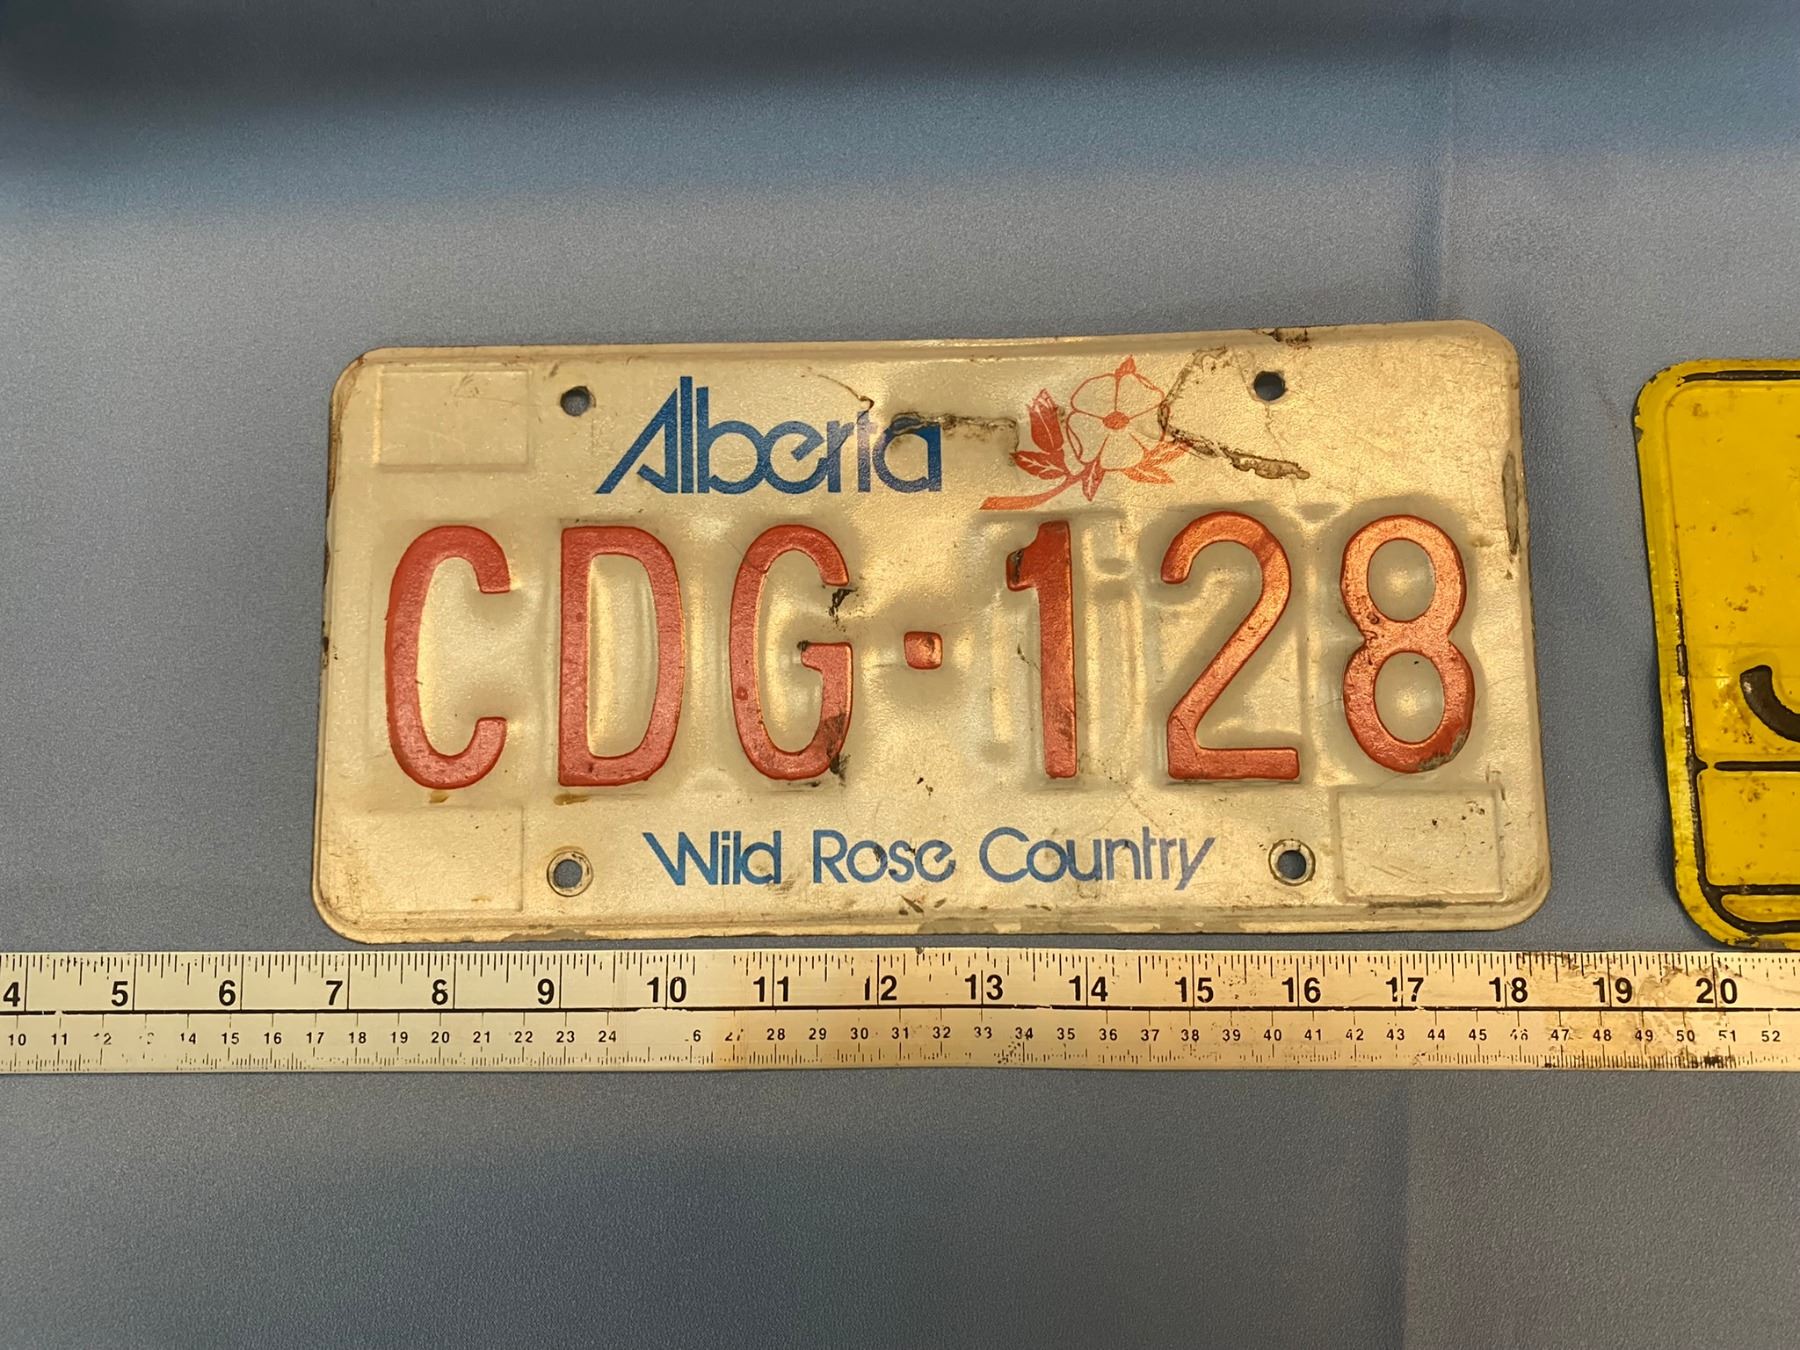 Alberta
CDG·128
Wild Rose Country
4 5 6 7 8 9 10 11 12 13 14 15 16 17 18 19 20
10 11 14 15 16 17 18 19 20 21 22 23 24 6 27 28 29 30 31 32 33 34 35 36 37 38 39 40 41 42 43 44 45 46 47 48 49 50 51 52